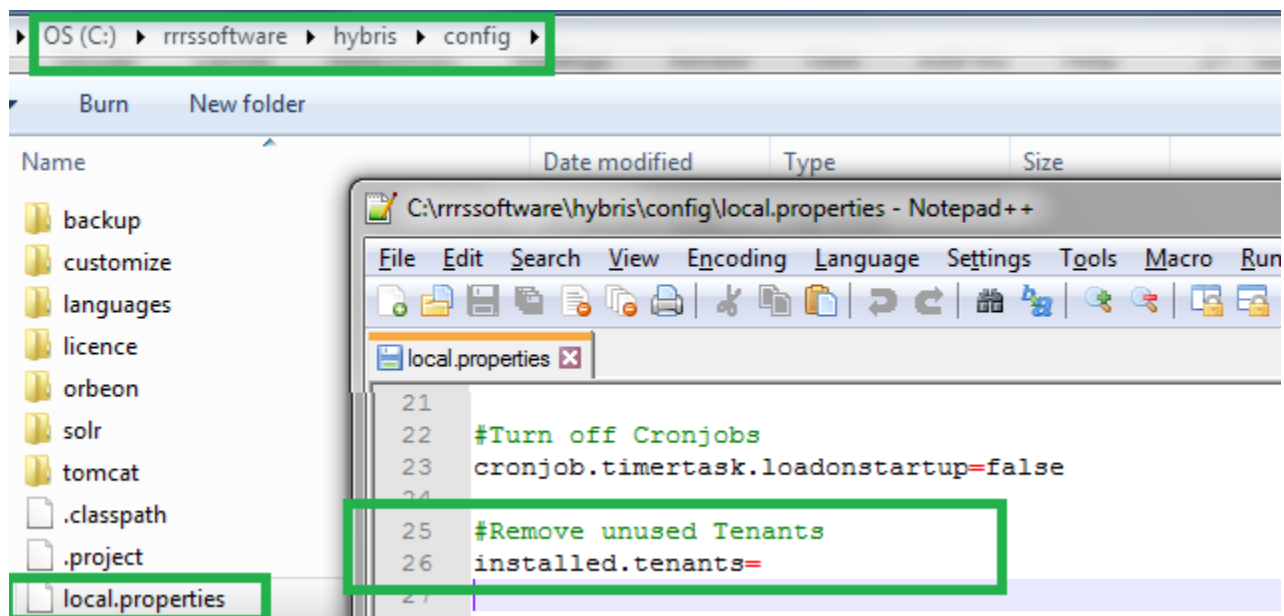 OS (C:) rrrssoftware hybris config
Burn New folder
Name Date modified Type Size
backup
customize
languages
licence
orbeon
solr
tomcat
.classpath
.project
local.properties
C:\rrrssoftware\hybris\config\local.properties - Notepad++
File Edit Search View Encoding Language Settings Tools Macro Run
local.properties
21
22 #Turn off Cronjobs
23 cronjob.timertask.loadonstartup=false
24
25 #Remove unused Tenants
26 installed.tenants=
27